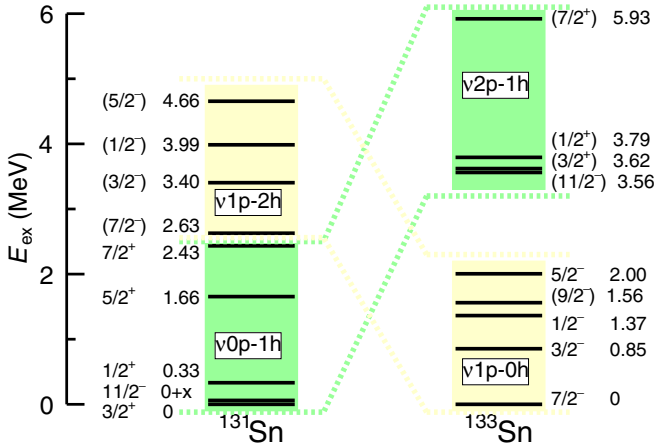 6
4
2
0
E_ex (MeV)
(5/2⁻) 4.66
(1/2⁻) 3.99
(3/2⁻) 3.40
(7/2⁻) 2.63
7/2⁺ 2.43
5/2⁺ 1.66
1/2⁺ 0.33
11/2⁻ 0+x
3/2⁺ 0
ν1p-2h
ν0p-1h
¹³¹Sn
ν2p-1h
ν1p-0h
¹³³Sn
(7/2⁺) 5.93
(1/2⁺) 3.79
(3/2⁺) 3.62
(11/2⁻) 3.56
5/2⁻ 2.00
(9/2⁻) 1.56
1/2⁻ 1.37
3/2⁻ 0.85
7/2⁻ 0